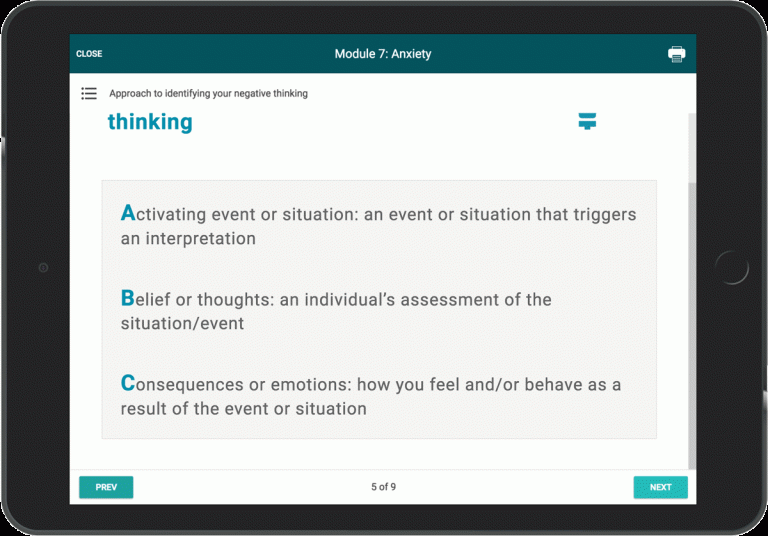 CLOSE
Module 7: Anxiety
Approach to identifying your negative thinking
thinking
Activating event or situation: an event or situation that triggers
an interpretation
Belief or thoughts: an individual’s assessment of the
situation/event
Consequences or emotions: how you feel and/or behave as a
result of the event or situation
PREV
5 of 9
NEXT